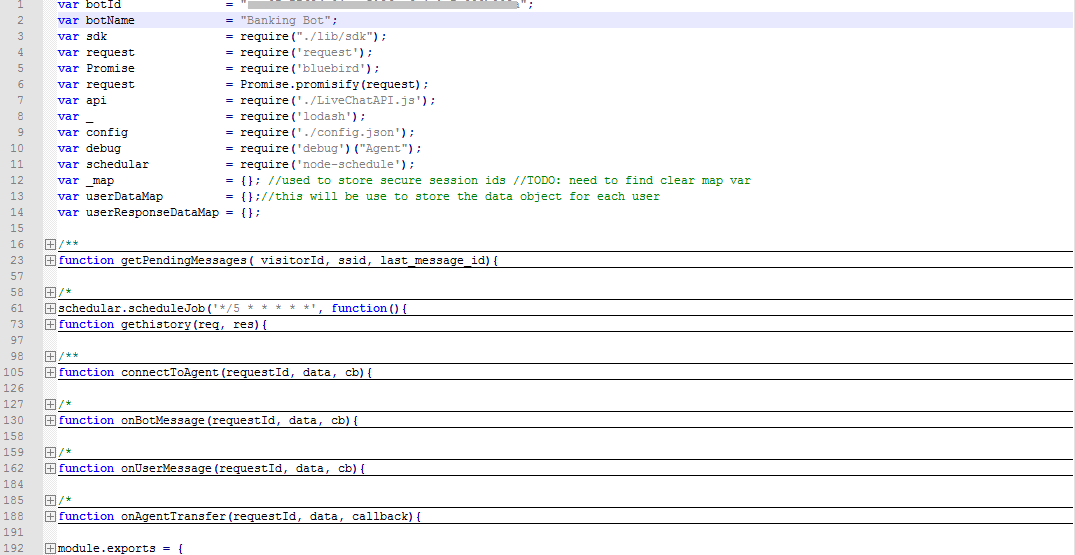 1 var botId = "";
2 var botName = "Banking Bot";
3 var sdk = require("./lib/sdk");
4 var request = require('request');
5 var Promise = require('bluebird');
6 var request = Promise.promisify(request);
7 var api = require('./LiveChatAPI.js');
8 var _ = require('lodash');
9 var config = require('./config.json');
10 var debug = require('debug')("Agent");
11 var schedular = require('node-schedule');
12 var _map = {}; //used to store secure session ids //TODO: need to find clear map var
13 var userDataMap = {};//this will be use to store the data object for each user
14 var userResponseDataMap = {};
15
16 /**
23 function getPendingMessages( visitorId, ssid, last_message_id){
57
58 /*
61 schedular.scheduleJob('*/5 * * * * *', function(){
73 function gethistory(req, res){
97
98 /**
105 function connectToAgent(requestId, data, cb){
126
127 /*
130 function onBotMessage(requestId, data, cb){
158
159 /*
162 function onUserMessage(requestId, data, cb){
184
185 /*
188 function onAgentTransfer(requestId, data, callback){
191
192 module.exports = {